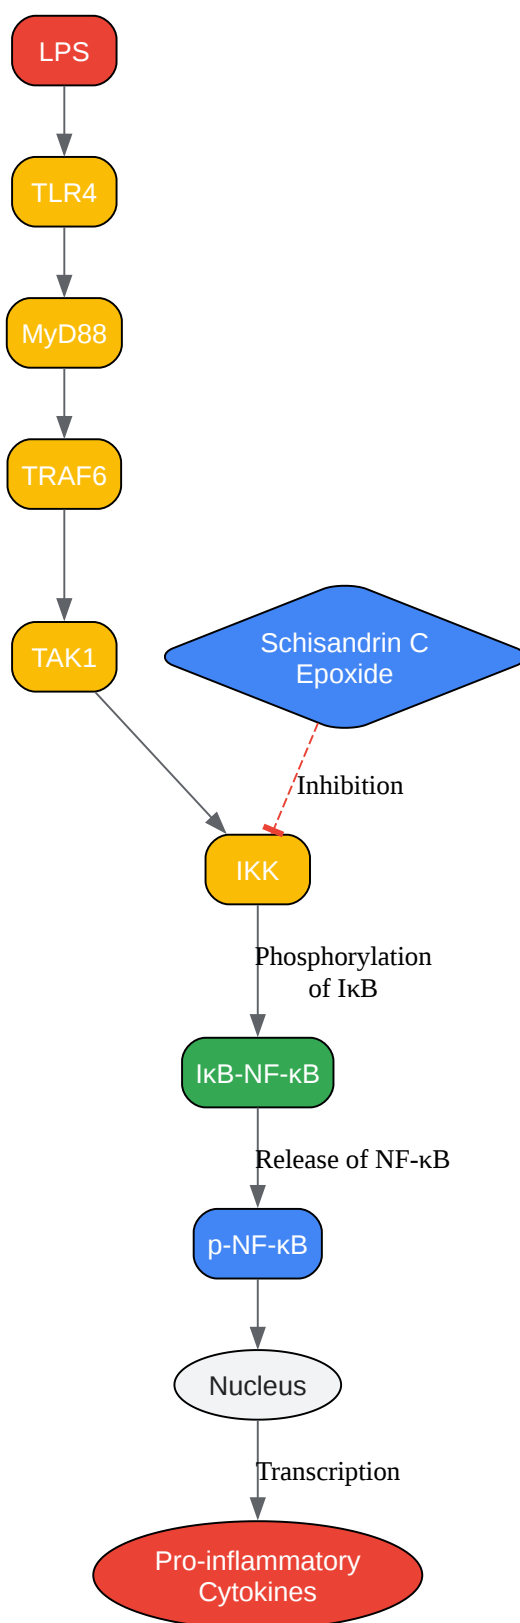 LPS
TLR4
MyD88
TRAF6
TAK1
Schisandrin C
Epoxide
Inhibition
IKK
Phosphorylation
of IκB
IκB-NF-κB
Release of NF-κB
p-NF-κB
Nucleus
Transcription
Pro-inflammatory
Cytokines